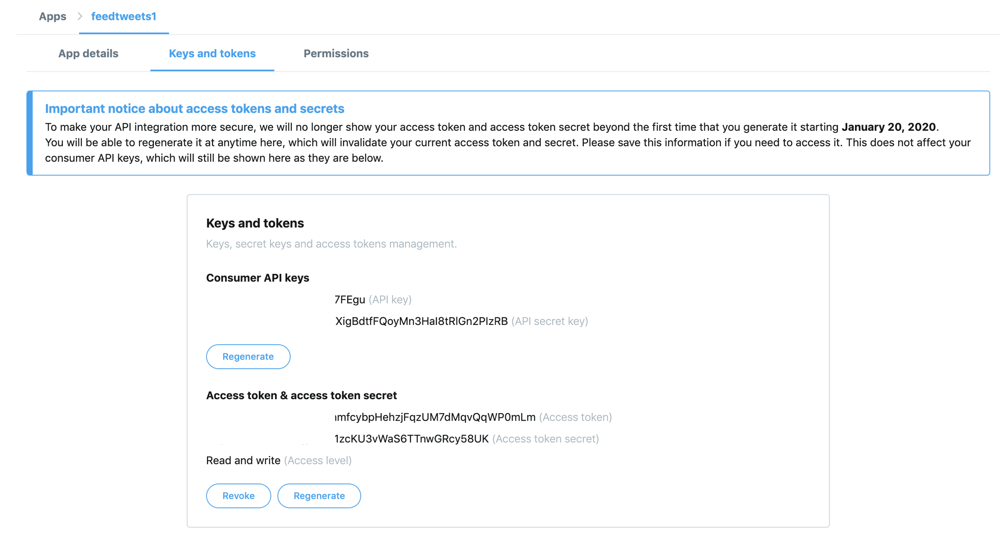 Apps > feedtweets1
App details Keys and tokens Permissions
Important notice about access tokens and secrets
To make your API integration more secure, we will no longer show your access token and access token secret beyond the first time that you generate it starting January 20, 2020.
You will be able to regenerate it at anytime here, which will invalidate your current access token and secret. Please save this information if you need to access it. This does not affect your
consumer API keys, which will still be shown here as they are below.
Keys and tokens
Keys, secret keys and access tokens management.
Consumer API keys
7FEgu (API key)
XigBdtfFQoyMn3HaI8tRlGn2PIzRB (API secret key)
Regenerate
Access token & access token secret
mfcybpHehzjFqzUM7dMqvQqWP0mLm (Access token)
1zcKU3vWaS6TTnwGRcy58UK (Access token secret)
Read and write (Access level)
Revoke Regenerate